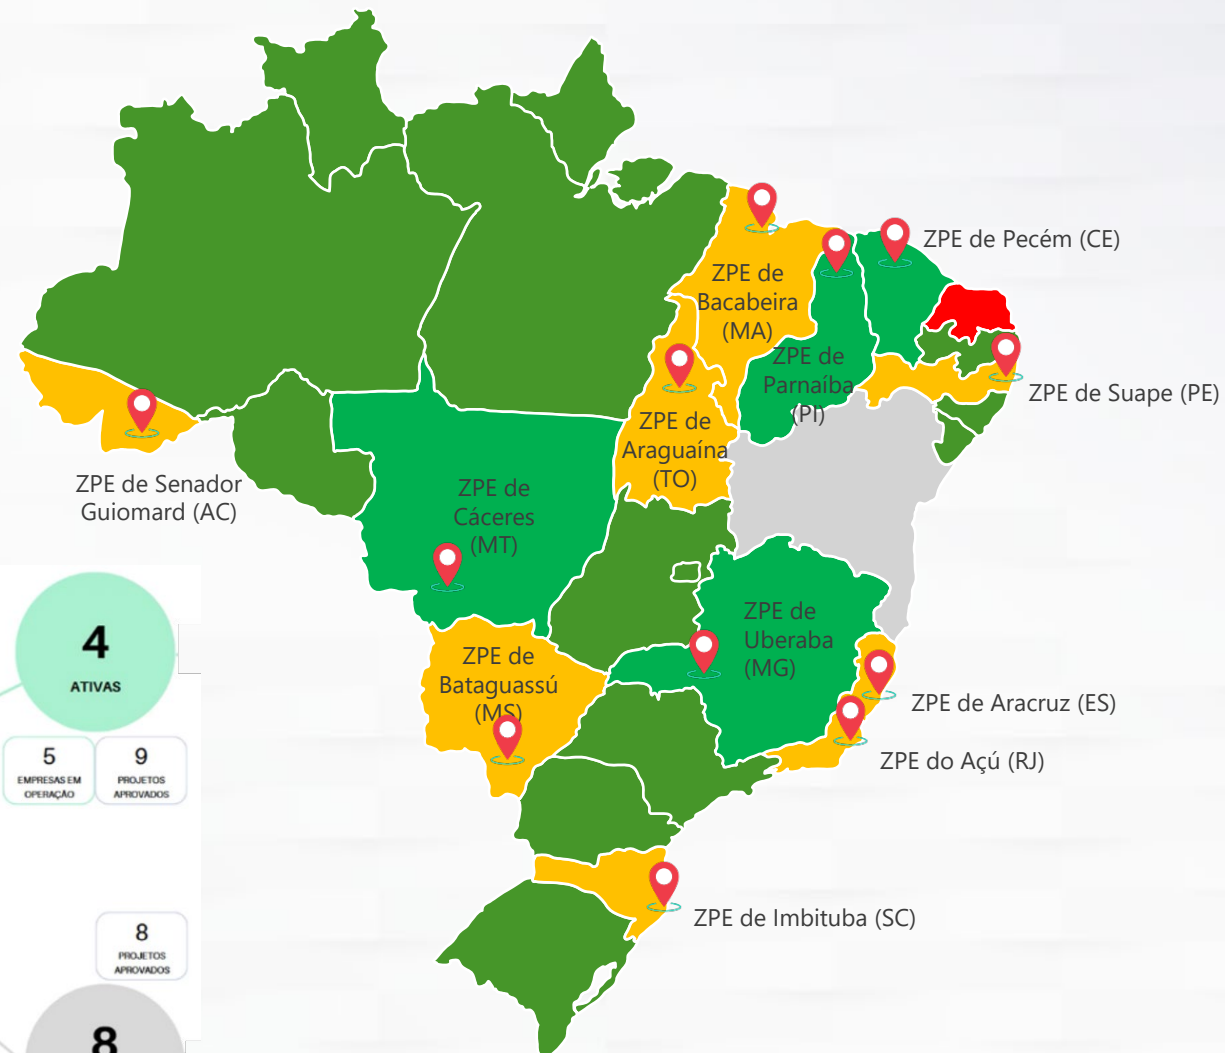 ZPE de Pecém (CE)
ZPE de
Bacabeira
(MA)
ZPE de
Parnaíba
(PI)
ZPE de Suape (PE)
ZPE de
Araguaína
(TO)
ZPE de Senador
Guiomard (AC)
ZPE de
Cáceres
(MT)
ZPE de
Uberaba
(MG)
ZPE de
Bataguassú
(MS)
ZPE de Aracruz (ES)
ZPE do Açú (RJ)
ZPE de Imbituba (SC)
4
ATIVAS
5
EMPRESAS EM
OPERAÇÃO
9
PROJETOS
APROVADOS
8
PROJETOS
APROVADOS
8